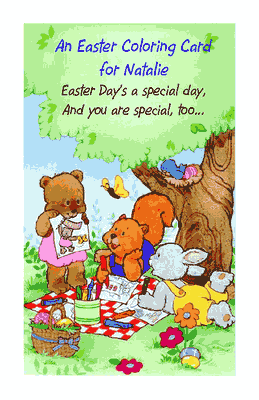 An Easter Coloring Card
for Natalie
Easter Day's a special day,
And you are special, too...